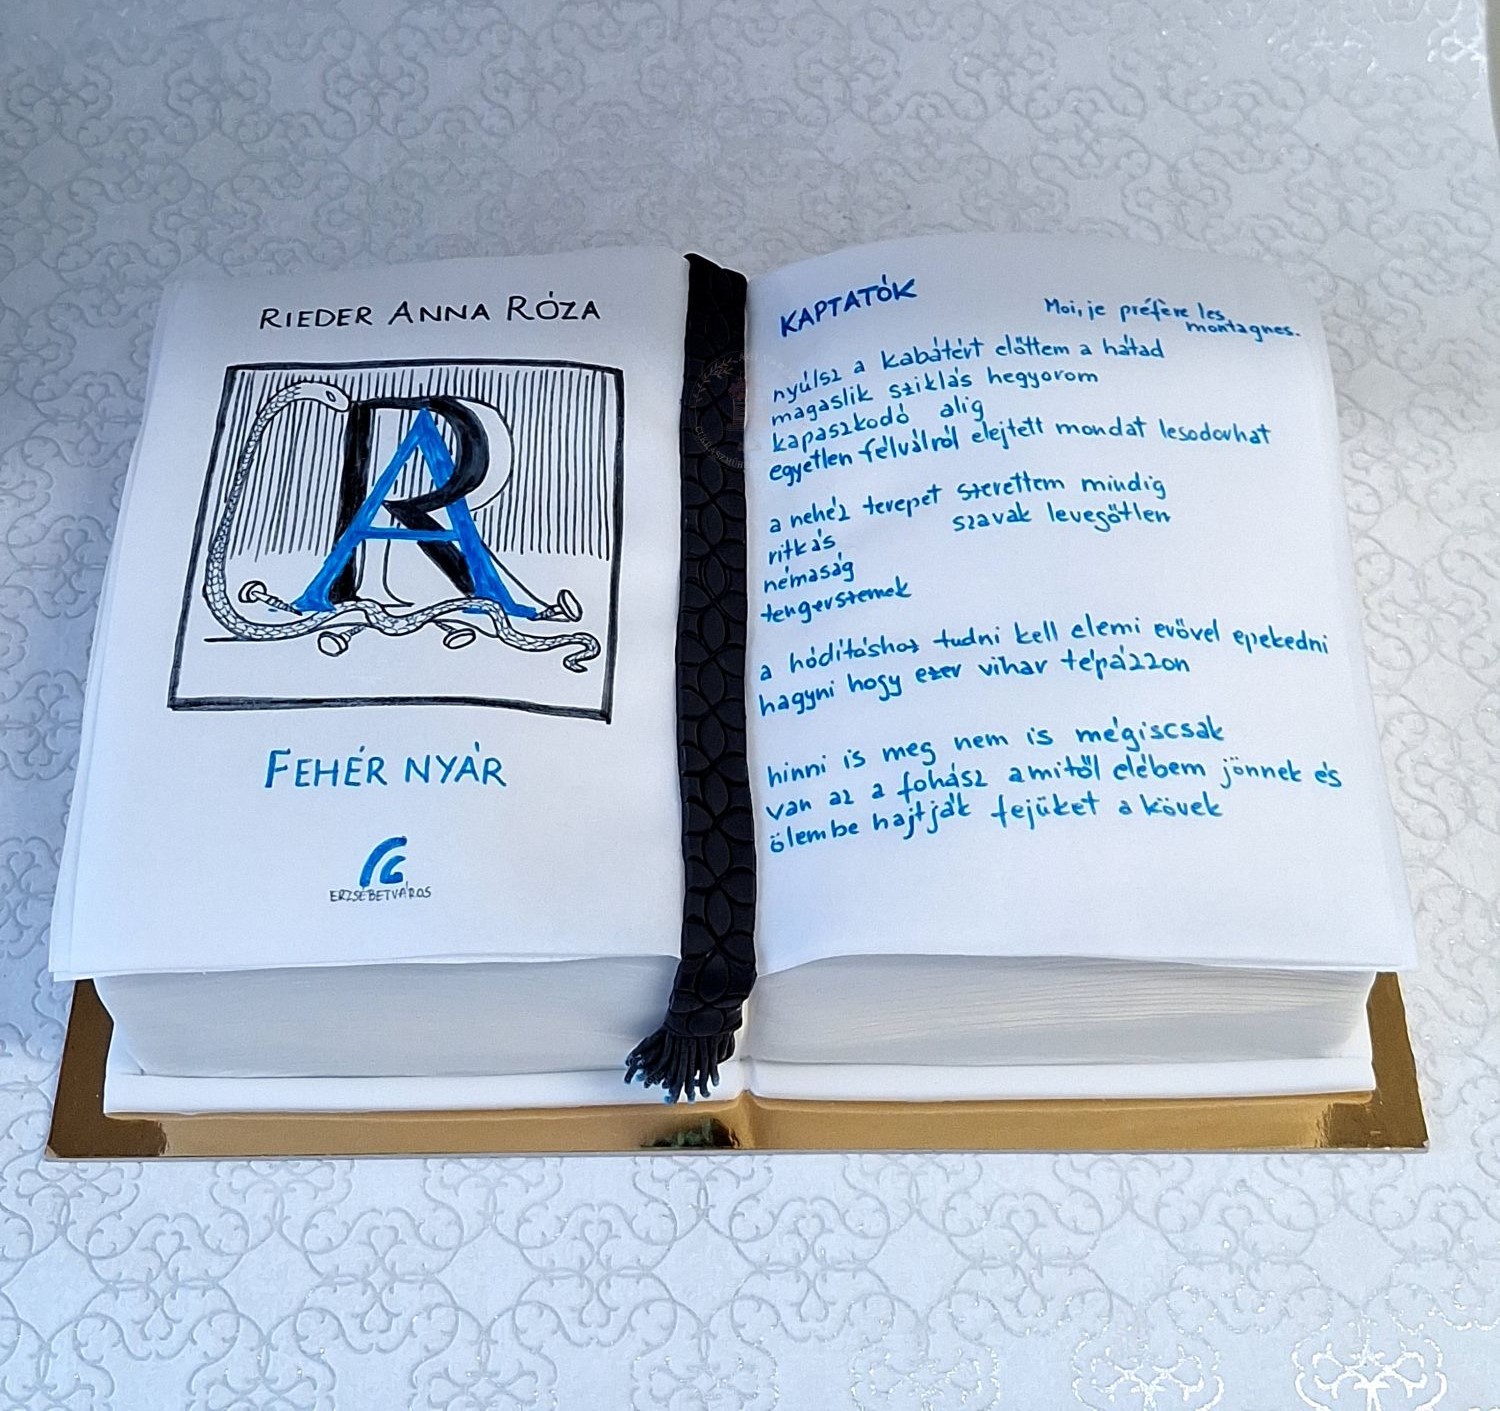 RIEDER ANNA RÓZA
RA
FEHÉR NYÁR
ERZSÉBETVÁROS
KAPTATÓK
Moi, je préfère les
montagnes.
nyúlsz a kabátért előttem a hátad
magaslik sziklás hegyorom
kapaszkodó alig
egyetlen félvállról elejtett mondat lesodorhat
a nehéz terepet szerettem mindig
szavak levegőtlen
ritkás
némaság
tengerszemek
a hódításhoz tudni kell elemi erővel epekedni
hagyni hogy ezer vihar tépázzon
hinni is meg nem is mégiscsak
van az a fohász amitől elébem jönnek és
ölembe hajtják fejüket a kövek